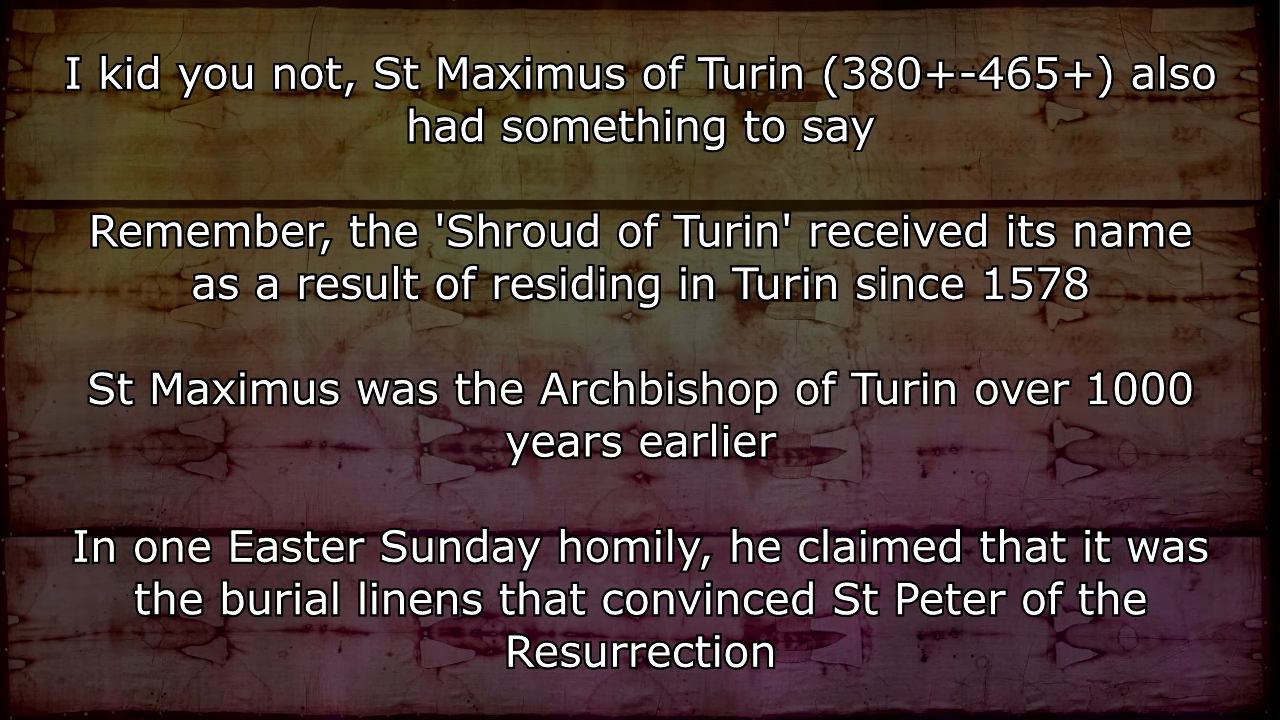 I kid you not, St Maximus of Turin (380+-465+) also
had something to say
Remember, the 'Shroud of Turin' received its name
as a result of residing in Turin since 1578
St Maximus was the Archbishop of Turin over 1000
years earlier
In one Easter Sunday homily, he claimed that it was
the burial linens that convinced St Peter of the
Resurrection